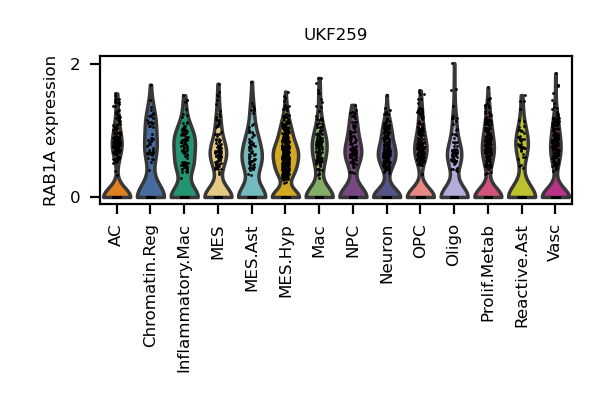 UKF259
RAB1A expression
2
0
AC
Chromatin.Reg
Inflammatory.Mac
MES
MES.Ast
MES.Hyp
Mac
NPC
Neuron
OPC
Oligo
Prolif.Metab
Reactive.Ast
Vasc